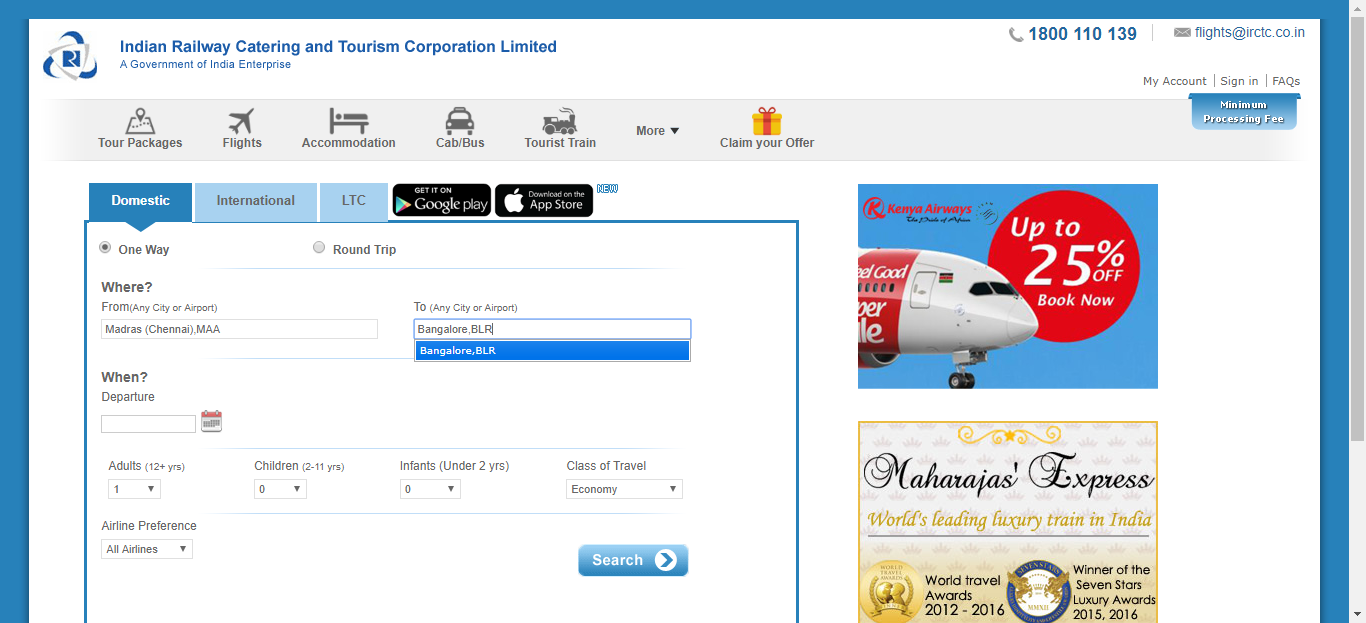 Indian Railway Catering and Tourism Corporation Limited
A Government of India Enterprise
1800 110 139
flights@irctc.co.in
My Account
Sign in
FAQs
Minimum
Processing Fee
Tour Packages
Flights
Accommodation
Cab/Bus
Tourist Train
More ▼
Claim your Offer
Domestic
International
LTC
GET IT ON
Google play
Download on the
App Store
NEW
One Way
Round Trip
Where?
From(Any City or Airport)
To (Any City or Airport)
Madras (Chennai),MAA
Bangalore,BLR
Bangalore,BLR
When?
Departure
Adults (12+ yrs)
Children (2-11 yrs)
Infants (Under 2 yrs)
Class of Travel
1
0
0
Economy
Airline Preference
All Airlines
Search
Kenya Airways
The Pride of Africa
Up to
25% OFF
Book Now
Maharajas' Express
World's leading luxury train in India
WORLD
TRAVEL
AWARDS
World travel
Awards
2012 - 2016
SEVEN STARS
MMXII
Winner of the
Seven Stars
Luxury Awards
2015, 2016